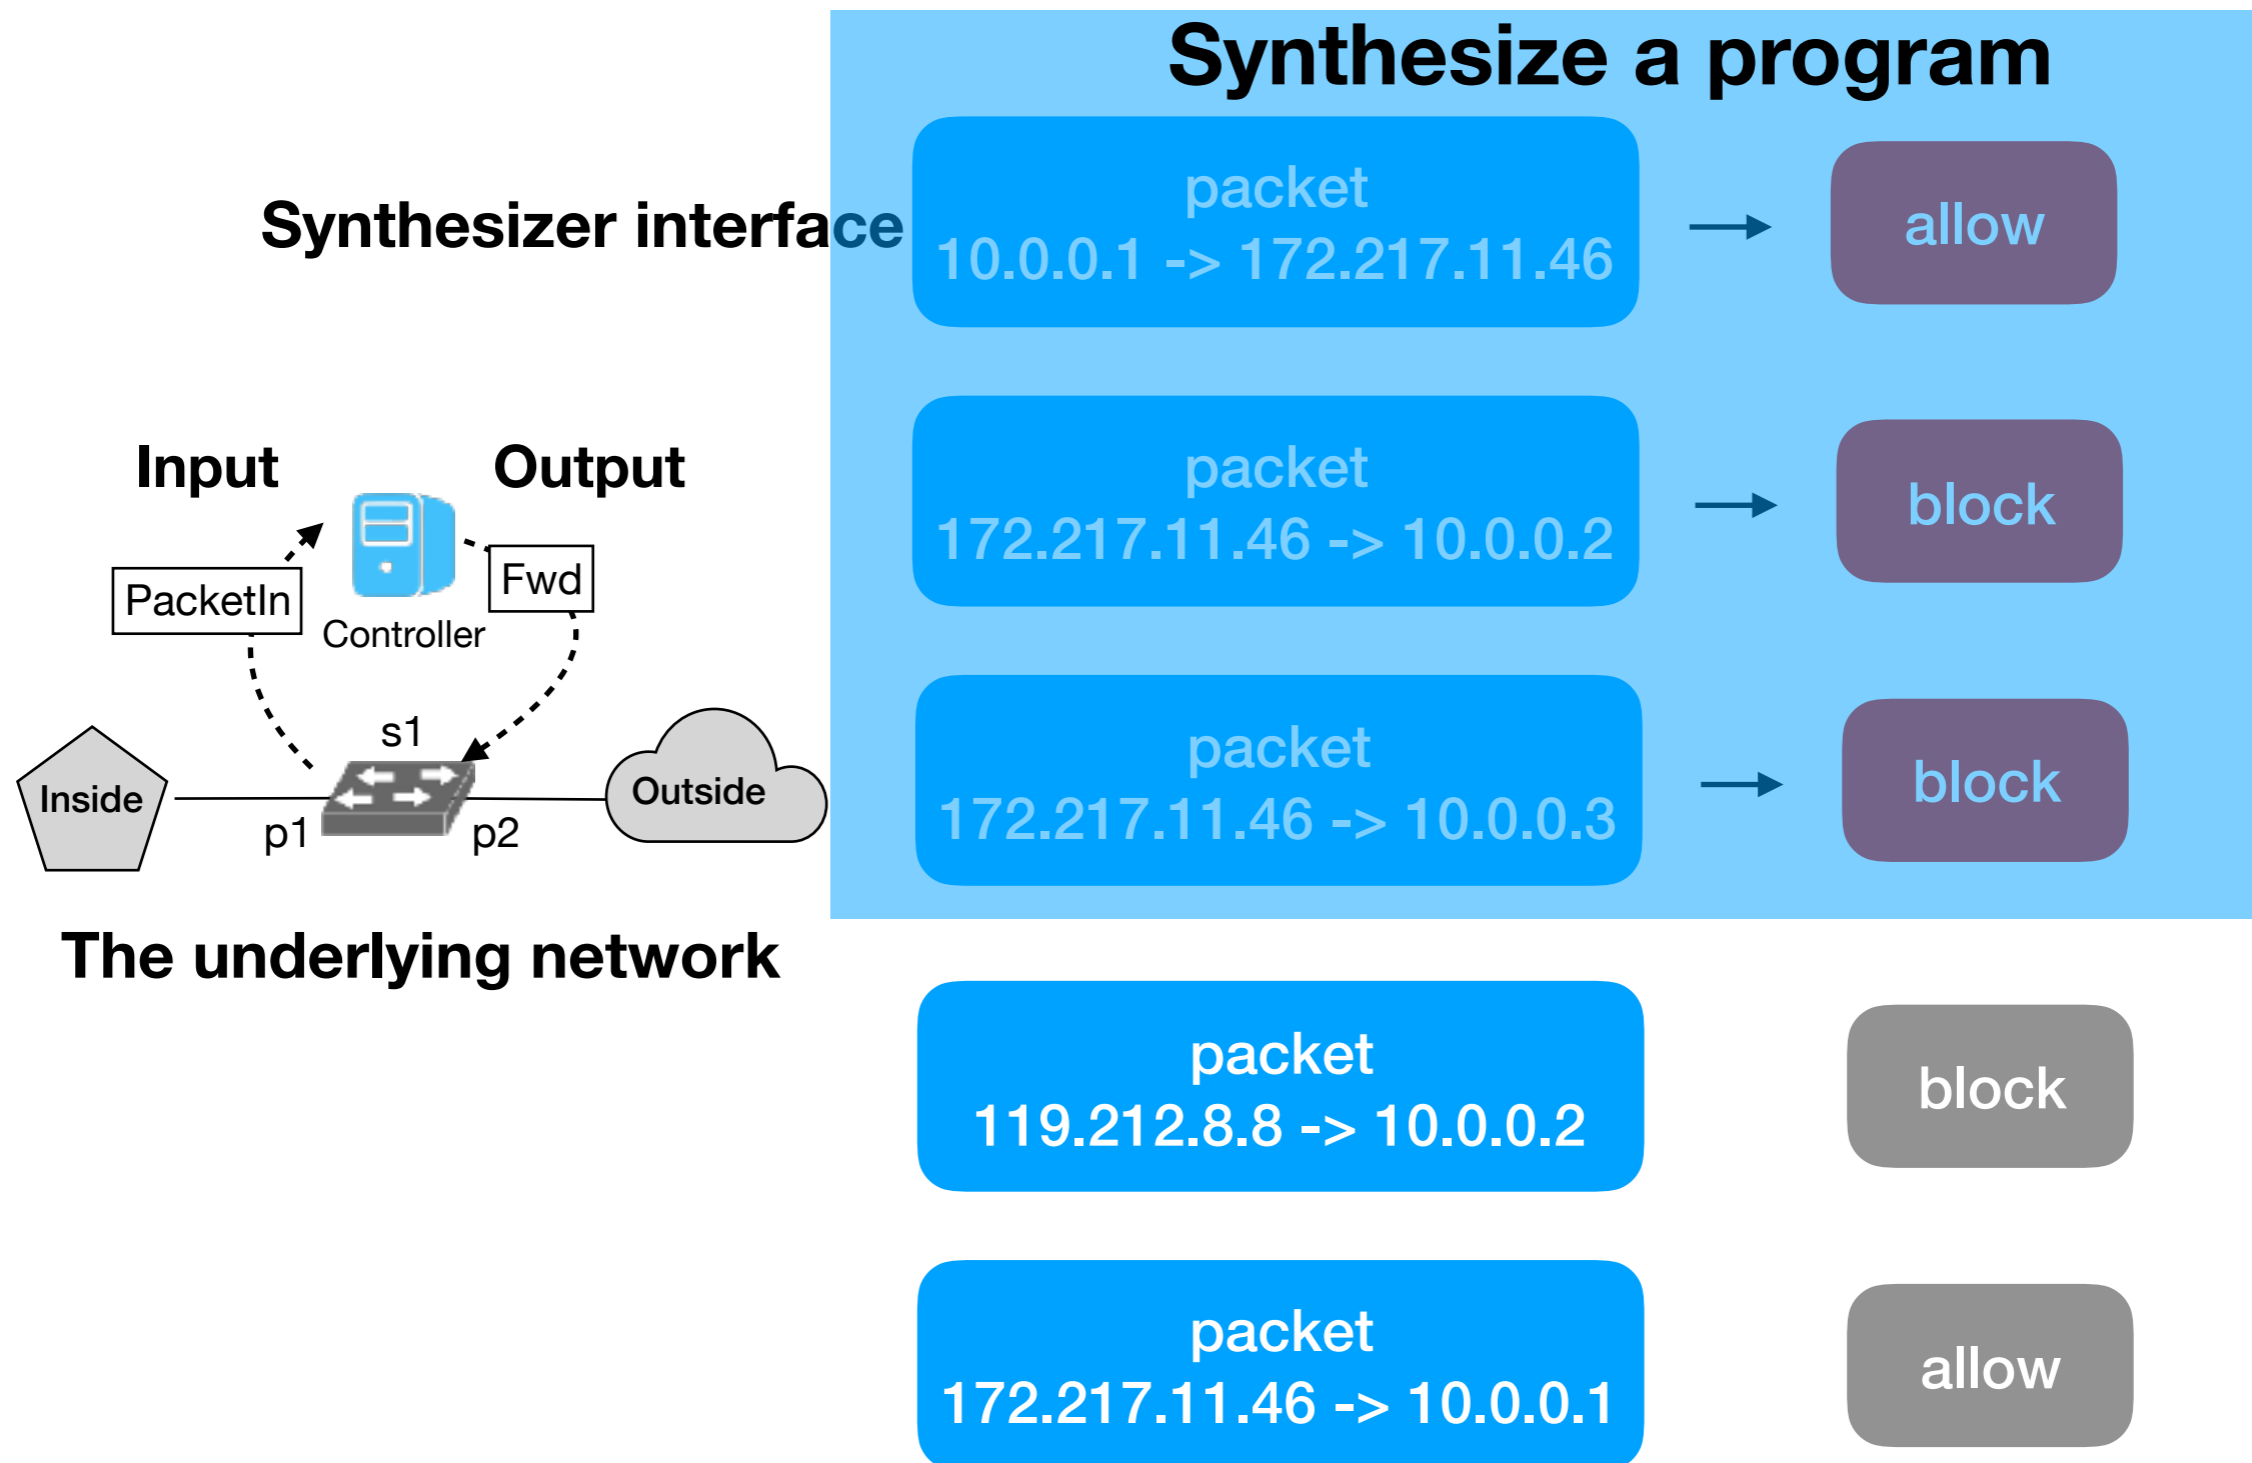 Synthesize a program
Synthesizer interface
packet
10.0.0.1 -> 172.217.11.46
allow
packet
172.217.11.46 -> 10.0.0.2
block
packet
172.217.11.46 -> 10.0.0.3
block
Input
Output
PacketIn
Fwd
Controller
s1
Inside
Outside
p1
p2
The underlying network
packet
119.212.8.8 -> 10.0.0.2
block
packet
172.217.11.46 -> 10.0.0.1
allow